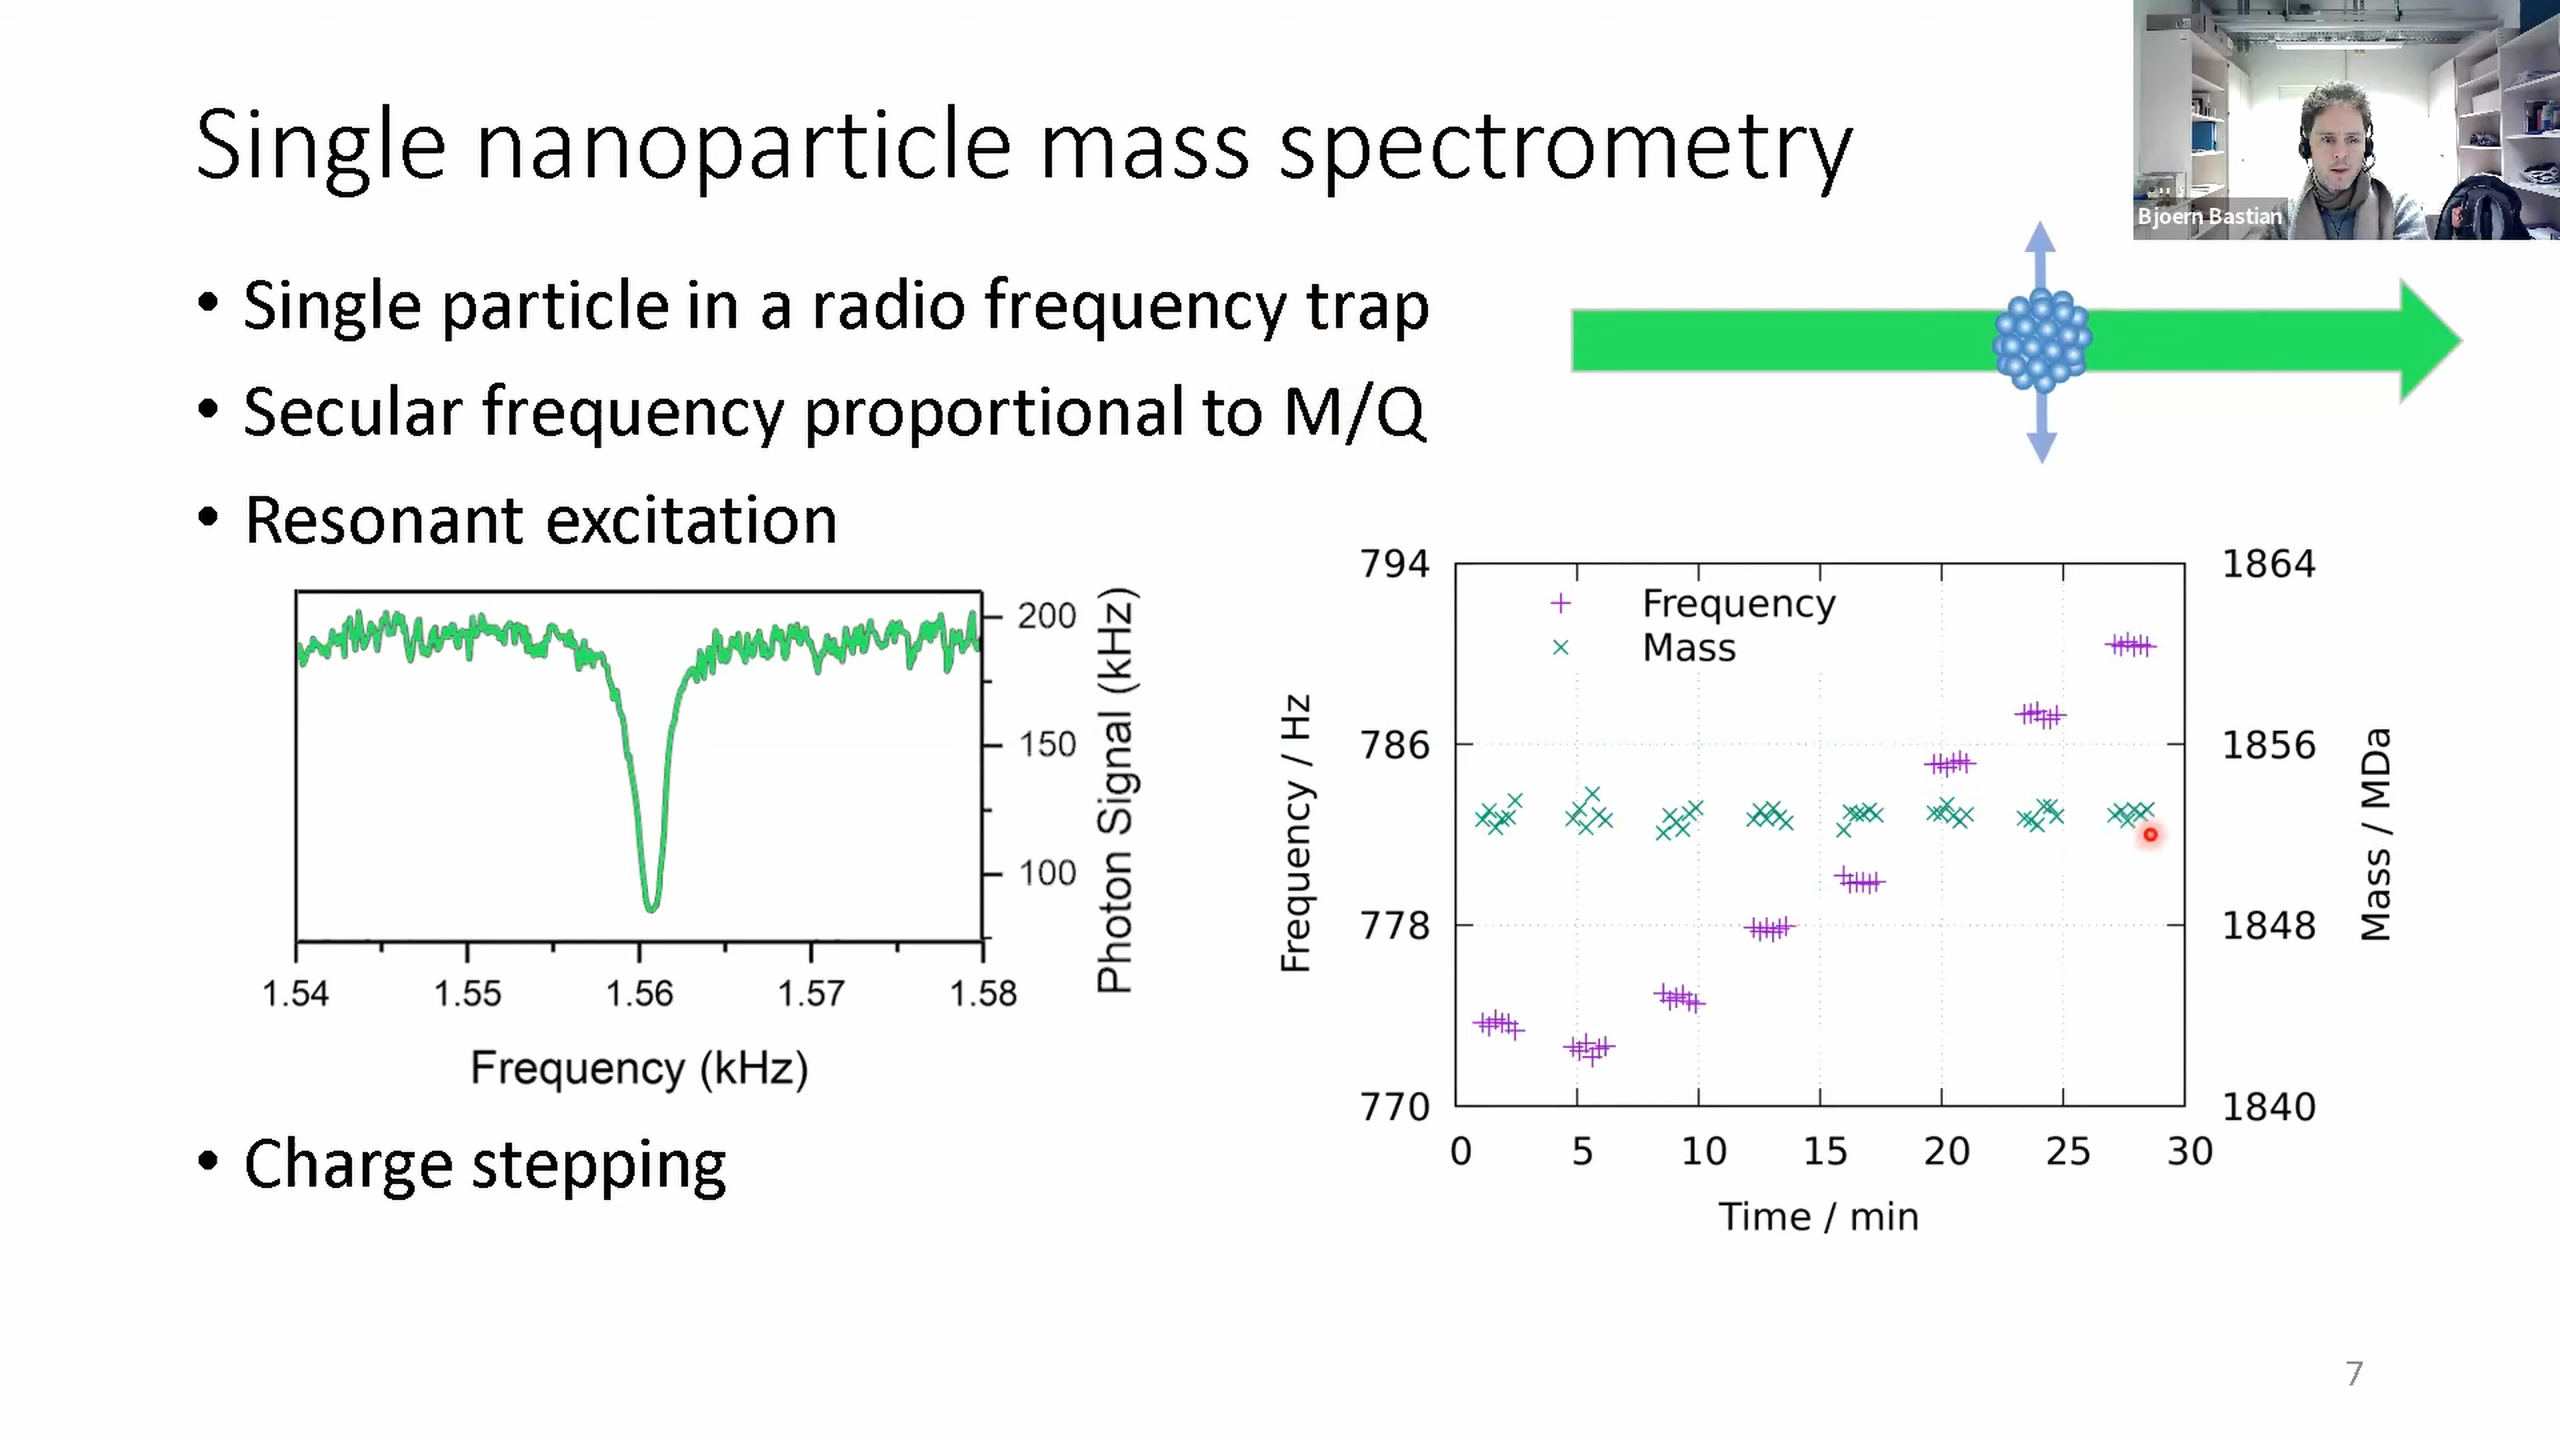 Single nanoparticle mass spectrometry
Bjoern Bastian
• Single particle in a radio frequency trap
• Secular frequency proportional to M/Q
• Resonant excitation
200
150
100
Photon Signal (kHz)
1.54 1.55 1.56 1.57 1.58
Frequency (kHz)
794
786
778
770
Frequency / Hz
Frequency
Mass
1864
1856
1848
1840
Mass / MDa
0 5 10 15 20 25 30
Time / min
• Charge stepping
7